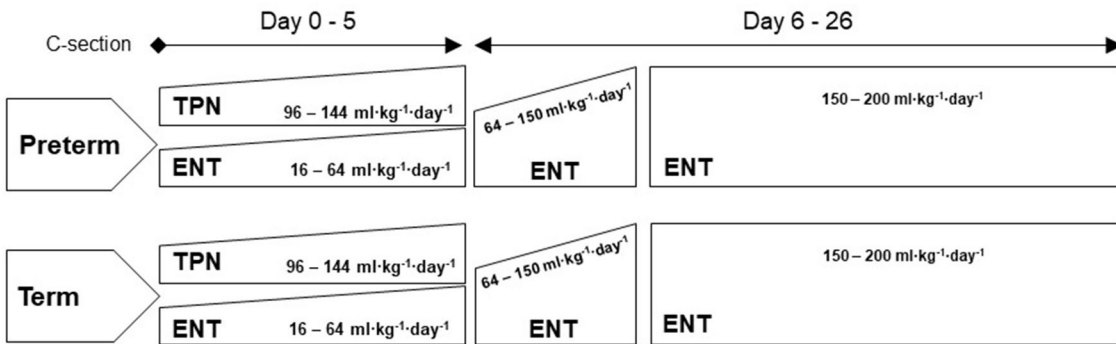 Day 0 - 5
Day 6 - 26
C-section
TPN
96 – 144 ml·kg⁻¹·day⁻¹
64 – 150 ml·kg⁻¹·day⁻¹
150 – 200 ml·kg⁻¹·day⁻¹
Preterm
ENT
16 – 64 ml·kg⁻¹·day⁻¹
ENT
ENT
TPN
96 – 144 ml·kg⁻¹·day⁻¹
64 – 150 ml·kg⁻¹·day⁻¹
150 – 200 ml·kg⁻¹·day⁻¹
Term
ENT
16 – 64 ml·kg⁻¹·day⁻¹
ENT
ENT